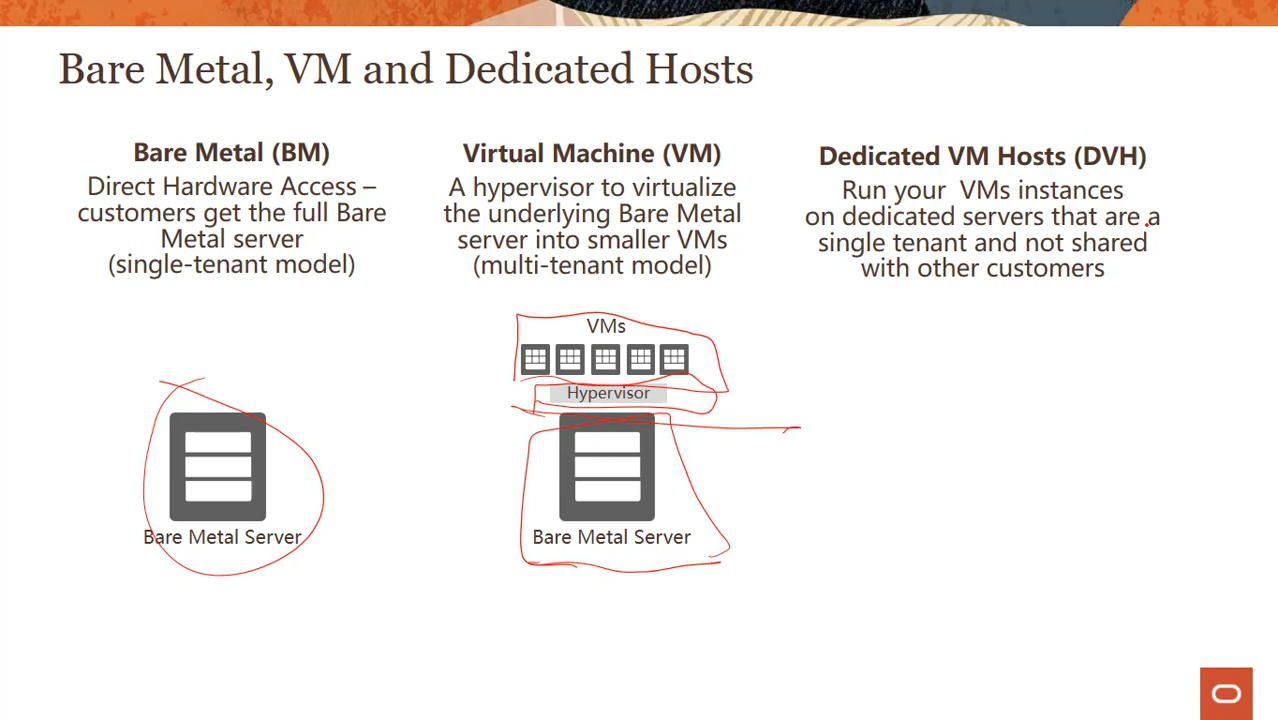 Bare Metal, VM and Dedicated Hosts
Bare Metal (BM)
Direct Hardware Access –
customers get the full Bare
Metal server
(single-tenant model)
Bare Metal Server
Virtual Machine (VM)
A hypervisor to virtualize
the underlying Bare Metal
server into smaller VMs
(multi-tenant model)
VMs
Hypervisor
Bare Metal Server
Dedicated VM Hosts (DVH)
Run your VMs instances
on dedicated servers that are a
single tenant and not shared
with other customers